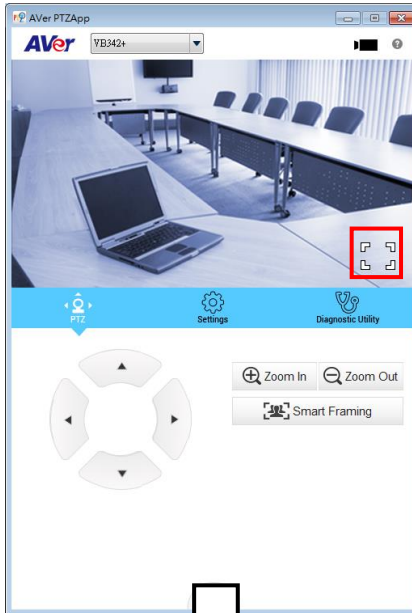 AVer PTZApp
AVer
VB342+
PTZ
Settings
Diagnostic Utility
Zoom In
Zoom Out
Smart Framing